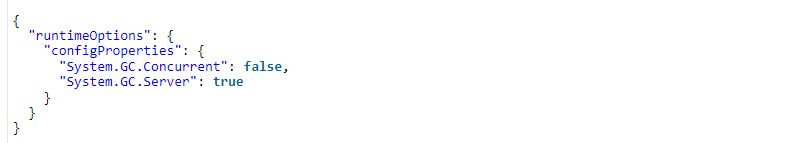 {
  "runtimeOptions": {
    "configProperties": {
      "System.GC.Concurrent": false,
      "System.GC.Server": true
    }
  }
}